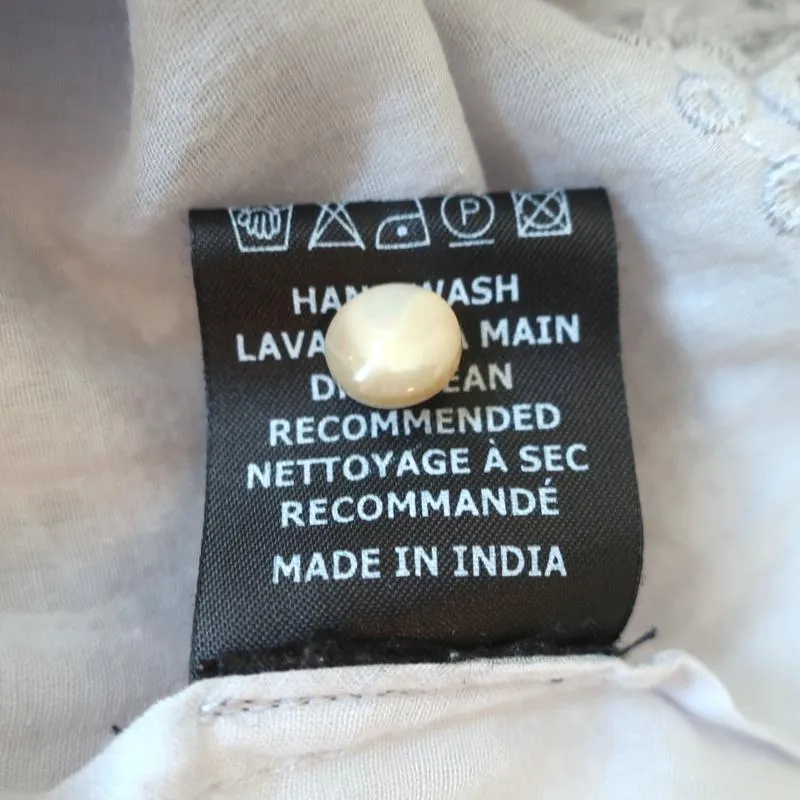 P
WASH
MAIN
RECOMMENDED
NETTOYAGE À SEC
RECOMMANDÉ
MADE IN INDIA